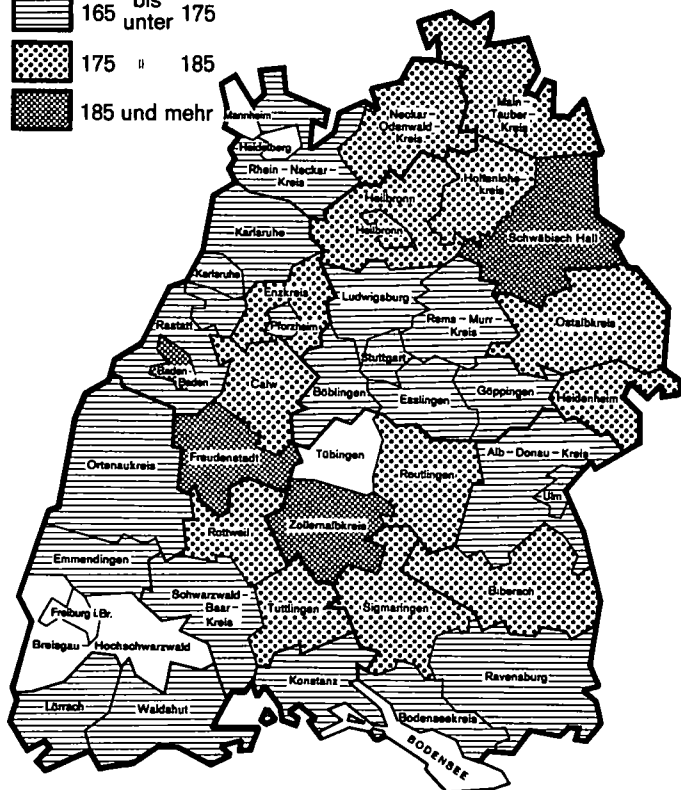 165 bis unter 175
175 " 185
185 und mehr
Mannheim
Heidelberg
Rhein - Neckar -
Kreis
Neckar -
Odenwald -
Kreis
Main -
Tauber -
Kreis
Hohenlohe -
kreis
Heilbronn
Heilbronn
Schwäbisch Hall
Karlsruhe
Karlsruhe
Enzkreis
Pforzheim
Ludwigsburg
Rems - Murr -
Kreis
Ostalbkreis
Rastatt
Baden -
Baden
Calw
Stuttgart
Böblingen
Esslingen
Göppingen
Heidenheim
Ortenaukreis
Freudenstadt
Tübingen
Reutlingen
Alb - Donau - Kreis
Ulm
Rottweil
Zollernalbkreis
Emmendingen
Schwarzwald -
Baar -
Kreis
Tuttlingen
Sigmaringen
Biberach
Freiburg i.Br.
Breisgau Hochschwarzwald
Konstanz
Ravensburg
Lörrach
Waldshut
Bodenseekreis
BODENSEE